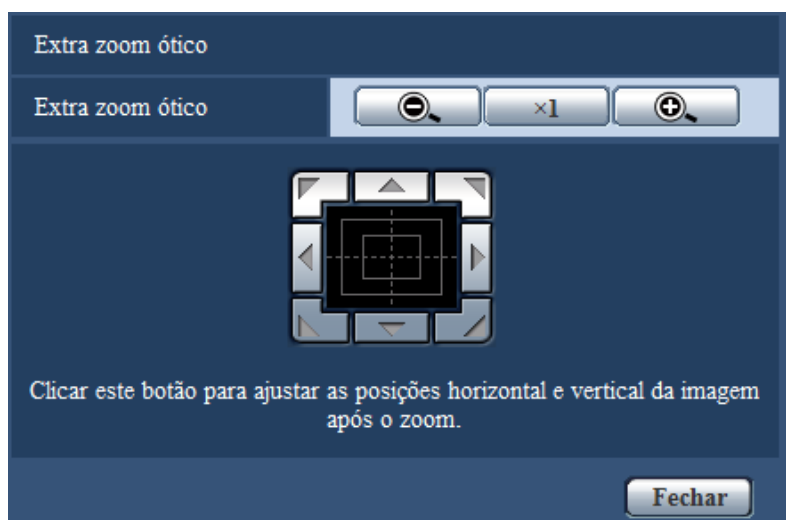 Extra zoom ótico
Extra zoom ótico
×1
Clicar este botão para ajustar as posições horizontal e vertical da imagem
após o zoom.
Fechar